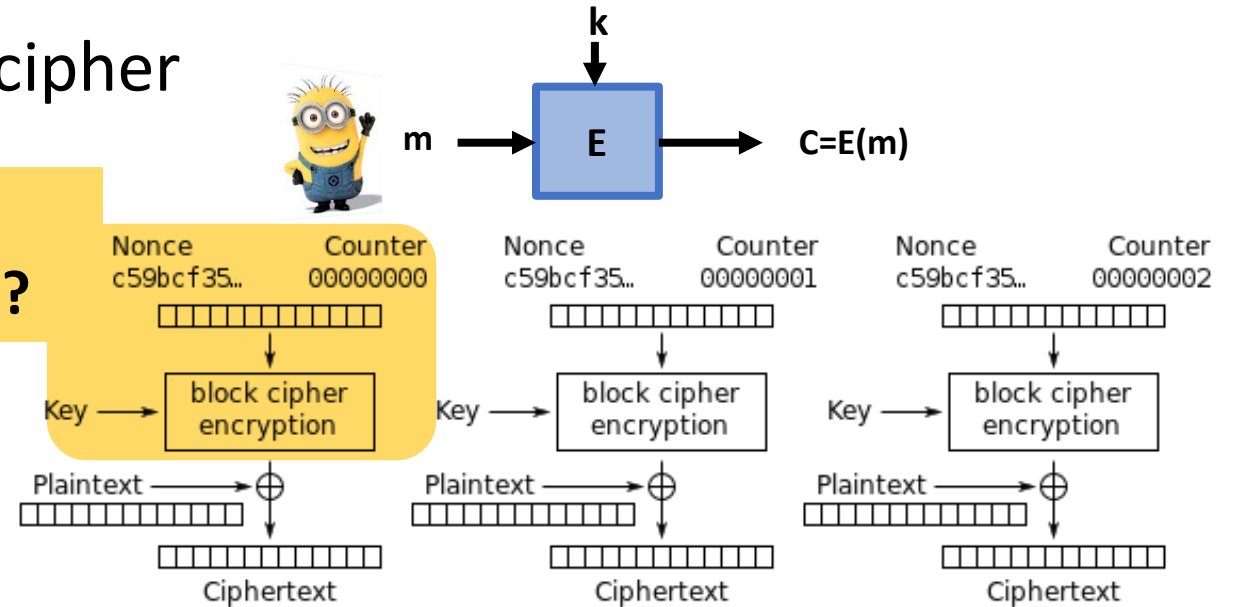 k
cipher
m
E
C=E(m)
?
Nonce Counter
c59bcf35… 00000000
Key
block cipher
encryption
Plaintext
Ciphertext
Nonce Counter
c59bcf35… 00000001
Key
block cipher
encryption
Plaintext
Ciphertext
Nonce Counter
c59bcf35… 00000002
Key
block cipher
encryption
Plaintext
Ciphertext